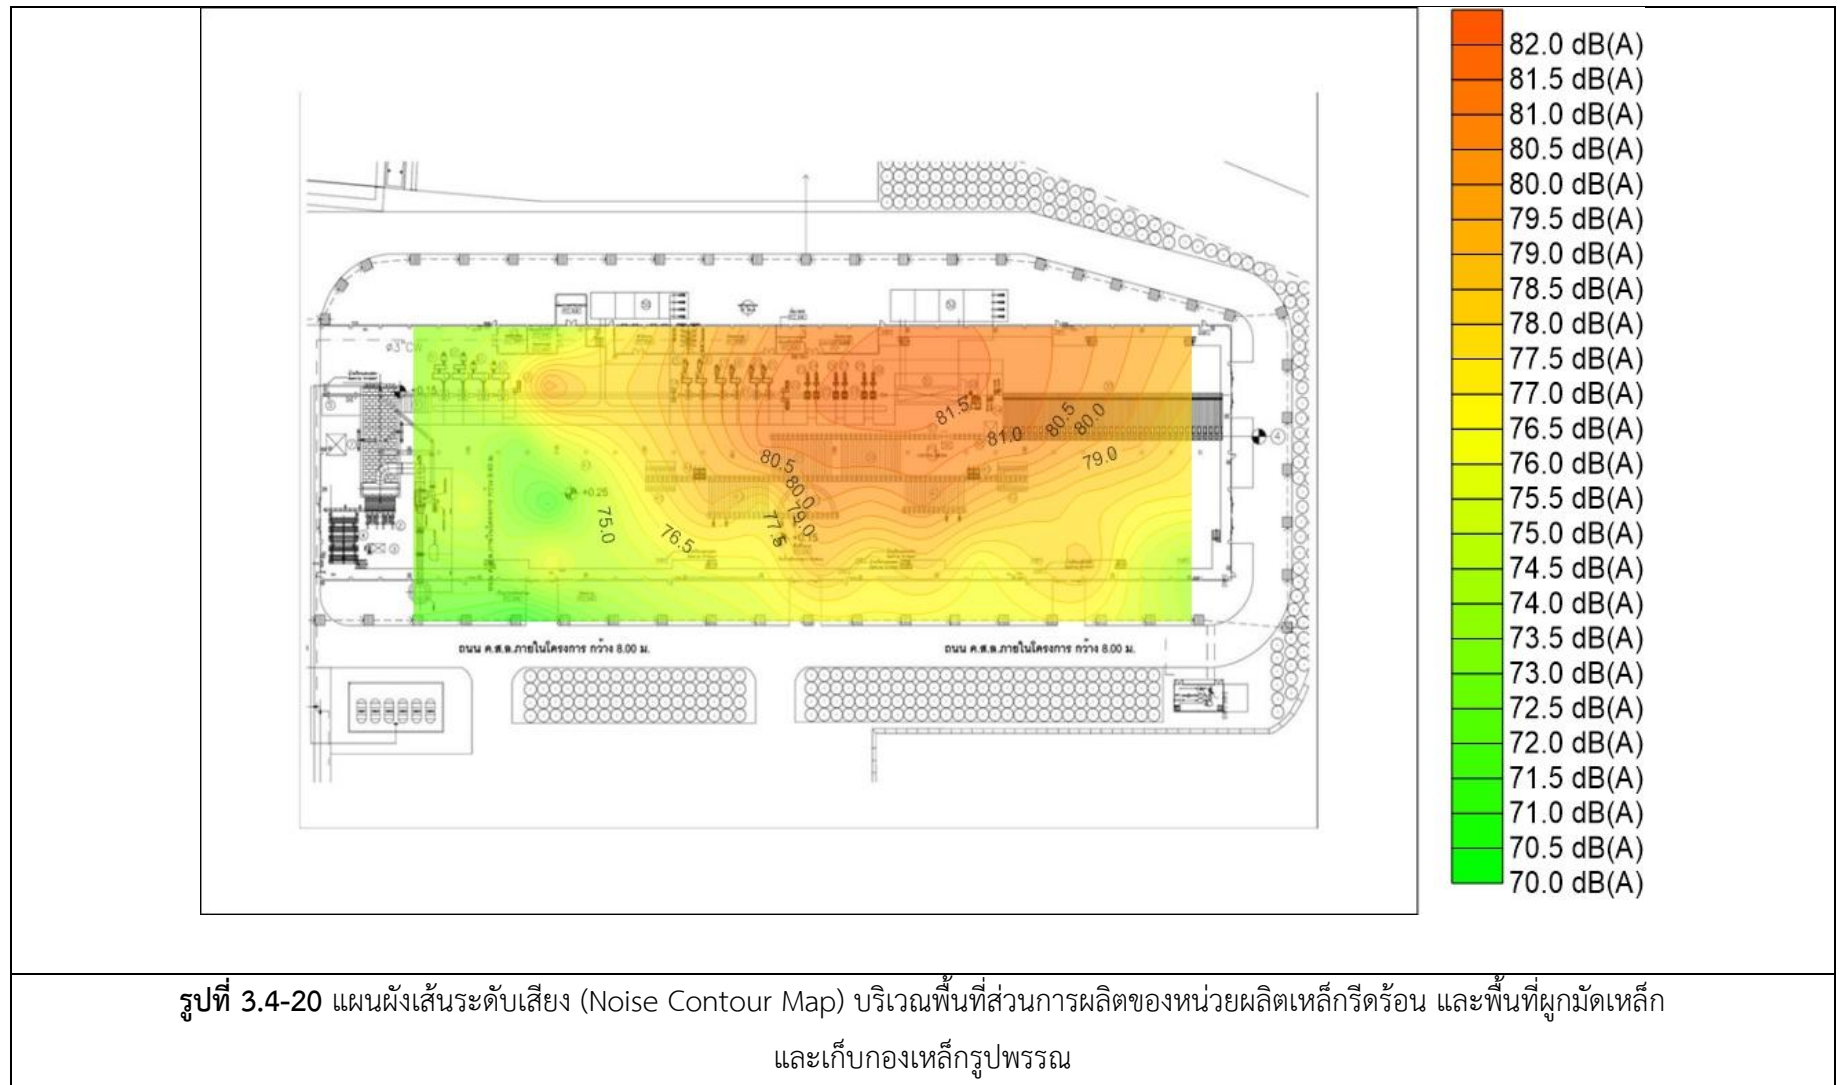 82.0 dB(A)
81.5 dB(A)
81.0 dB(A)
80.5 dB(A)
80.0 dB(A)
79.5 dB(A)
79.0 dB(A)
78.5 dB(A)
78.0 dB(A)
77.5 dB(A)
77.0 dB(A)
76.5 dB(A)
76.0 dB(A)
75.5 dB(A)
75.0 dB(A)
74.5 dB(A)
74.0 dB(A)
73.5 dB(A)
73.0 dB(A)
72.5 dB(A)
72.0 dB(A)
71.5 dB(A)
71.0 dB(A)
70.5 dB(A)
70.0 dB(A)
81.5
81.0
80.5
80.0
79.0
80.5
80.0
79.0
77.5
76.5
75.0
+0.25
+0.15
+0.15
ถนน ค.ส.ล.ภายในโครงการ กว้าง 8.00 ม.
ถนน ค.ส.ล.ภายในโครงการ กว้าง 8.00 ม.
รูปที่ 3.4-20 แผนผังเส้นระดับเสียง (Noise Contour Map) บริเวณพื้นที่ส่วนการผลิตของหน่วยผลิตเหล็กรีดร้อน และพื้นที่ผูกมัดเหล็ก
และเก็บกองเหล็กรูปพรรณ